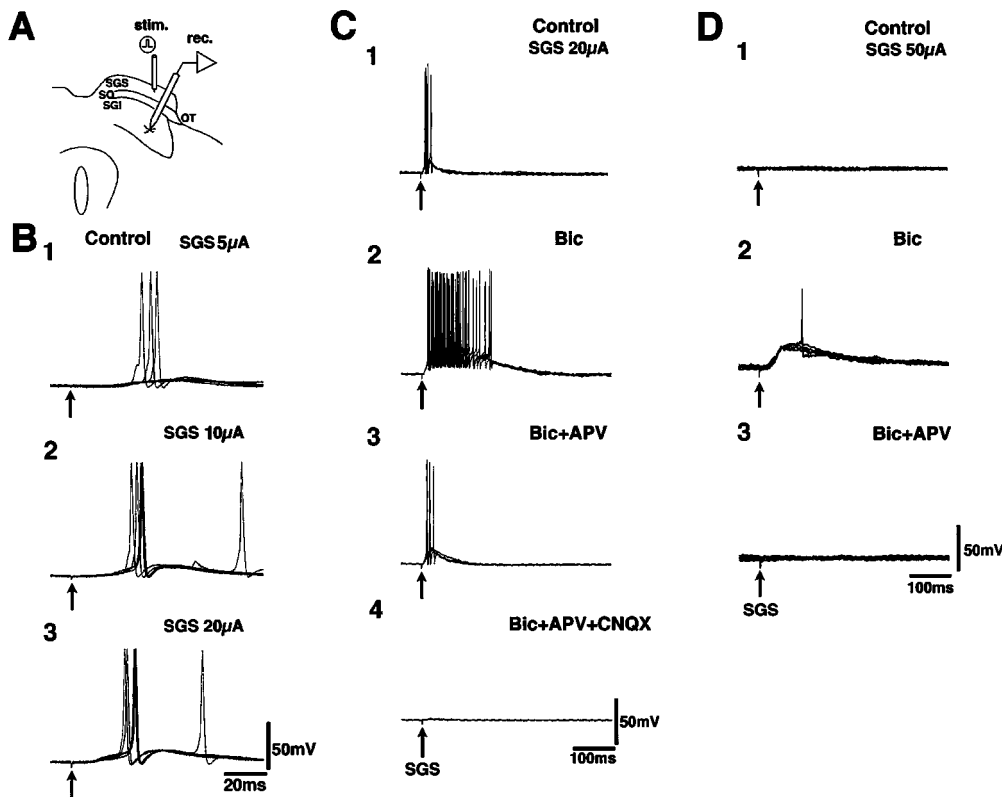 A
stim.
rec.
SGS
SO
SGI
OT
B
1
Control
SGS 5µA
2
SGS 10µA
3
SGS 20µA
50mV
20ms
C
1
Control
SGS 20µA
2
Bic
3
Bic+APV
4
Bic+APV+CNQX
SGS
50mV
100ms
D
1
Control
SGS 50µA
2
Bic
3
Bic+APV
SGS
50mV
100ms